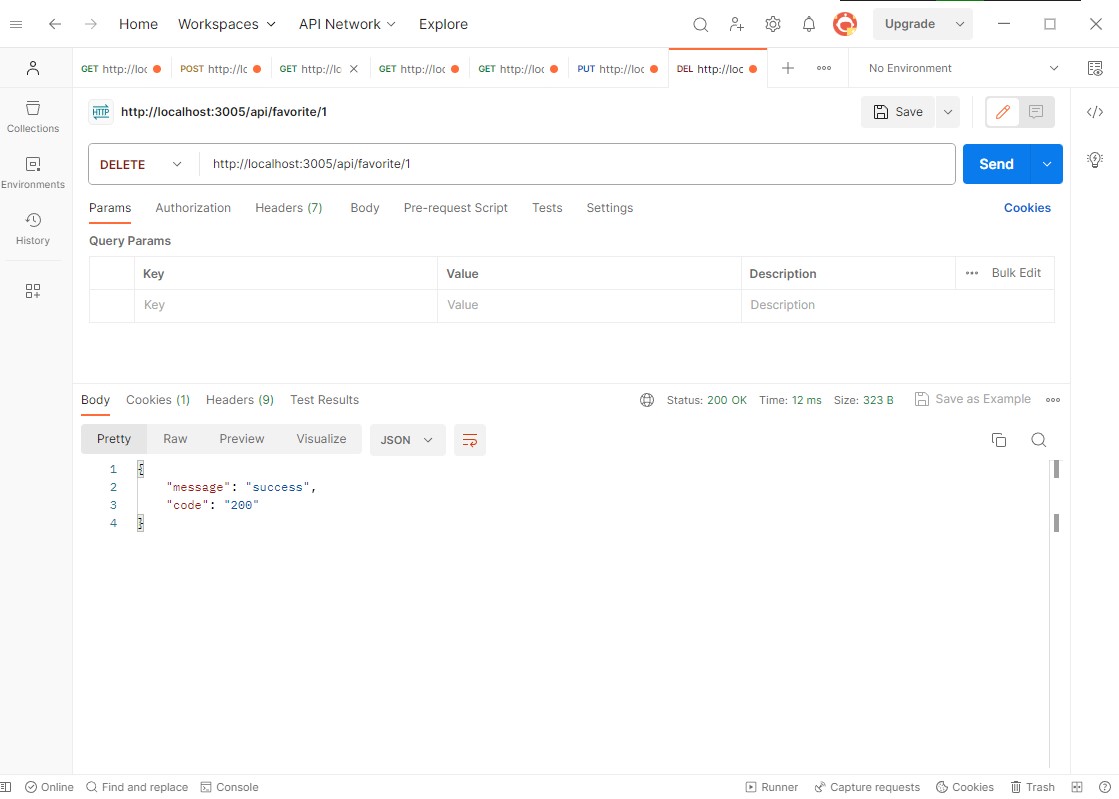 Home Workspaces API Network Explore Upgrade
GET http://loc POST http://lc GET http://lc GET http://loc GET http://loc PUT http://loc DEL http://loc No Environment
HTTP http://localhost:3005/api/favorite/1 Save
Collections
DELETE http://localhost:3005/api/favorite/1 Send
Environments
Params Authorization Headers (7) Body Pre-request Script Tests Settings Cookies
History
Query Params
Key Value Description Bulk Edit
Key Value Description
Body Cookies (1) Headers (9) Test Results Status: 200 OK Time: 12 ms Size: 323 B Save as Example
Pretty Raw Preview Visualize JSON
1 {
2 "message": "success",
3 "code": "200"
4 }
Online Find and replace Console Runner Capture requests Cookies Trash